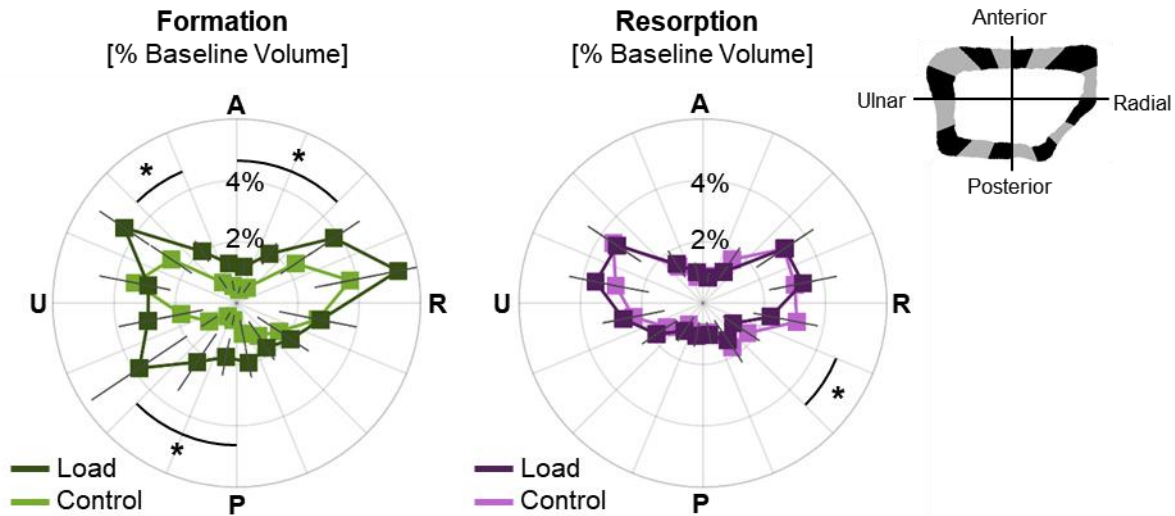 Formation
[% Baseline Volume]
A
*
*
4%
2%
U
R
*
P
Load
Control
Resorption
[% Baseline Volume]
A
4%
2%
U
R
*
P
Load
Control
Anterior
Ulnar
Radial
Posterior